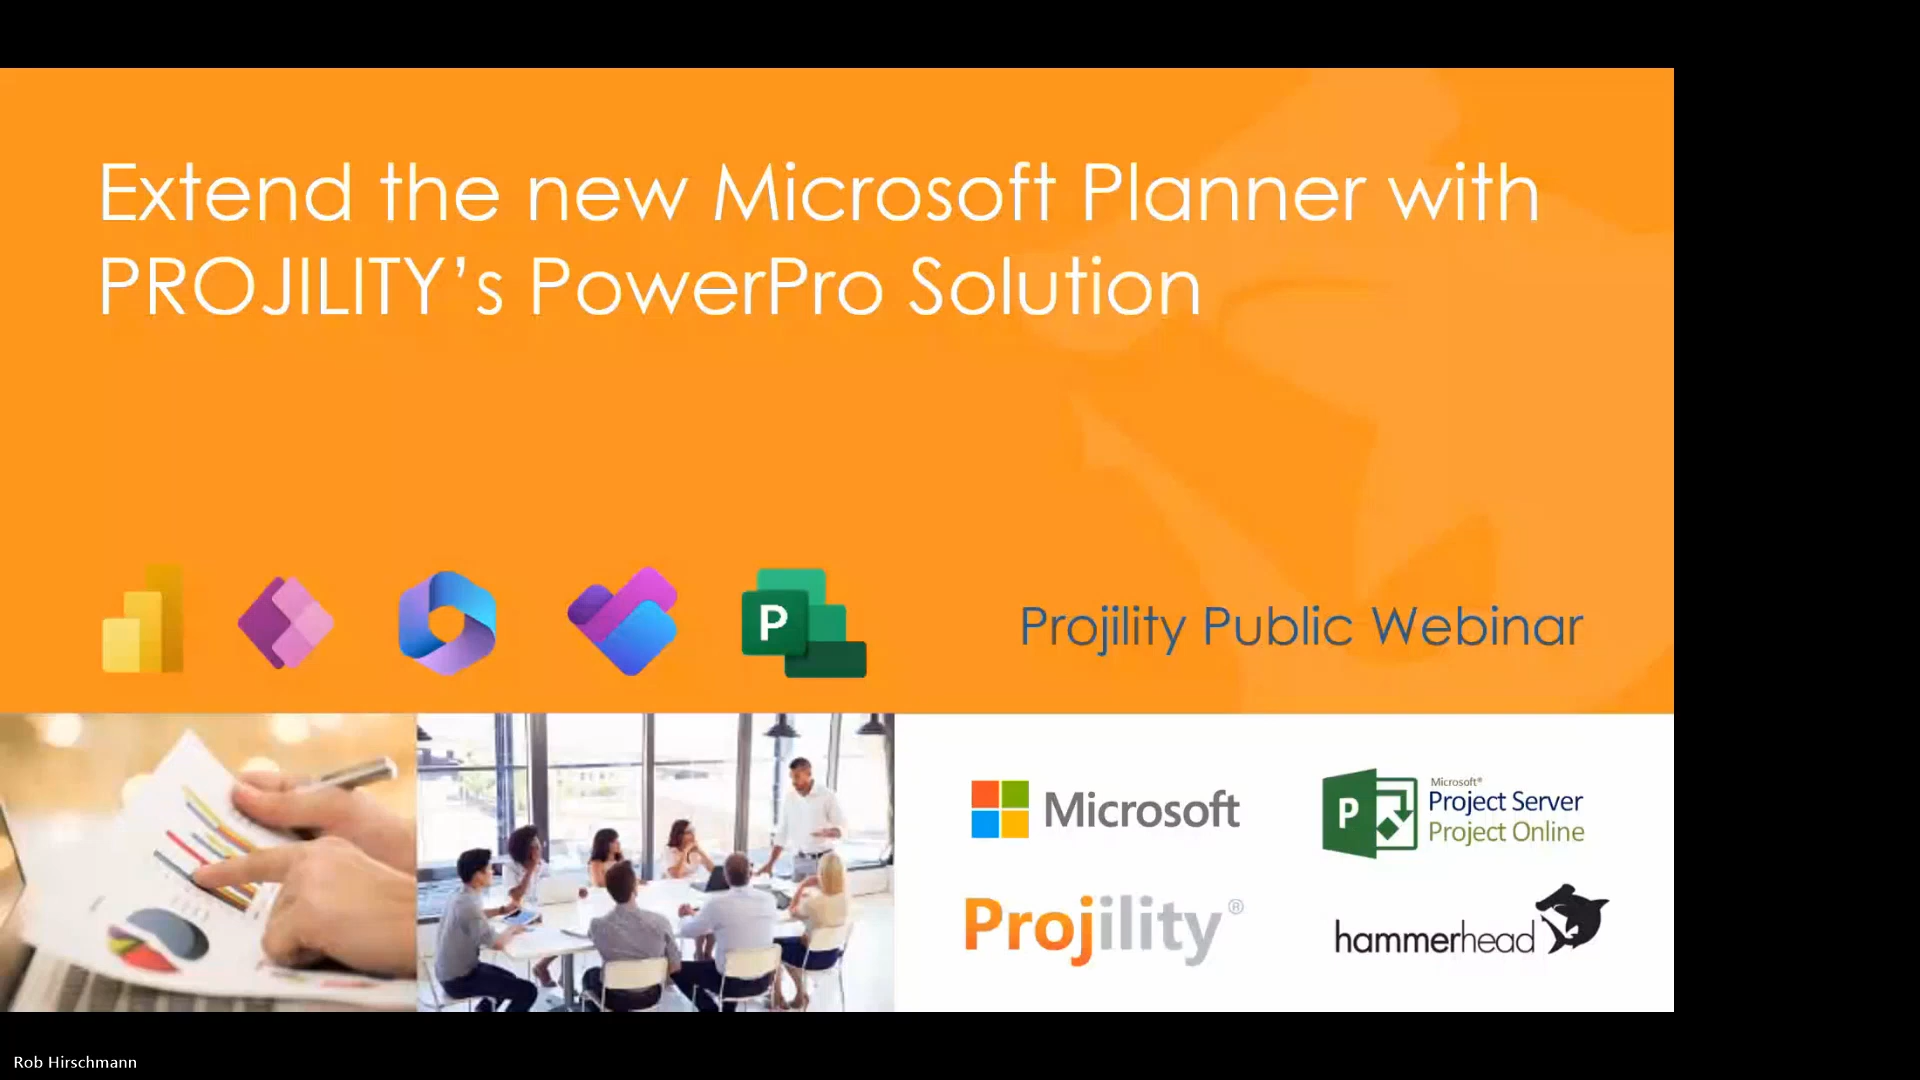 Extend the new Microsoft Planner with
PROJILITY’s PowerPro Solution
P
Projility Public Webinar
Microsoft
P
Microsoft®
Project Server
Project Online
Projility®
hammerhead
Rob Hirschmann